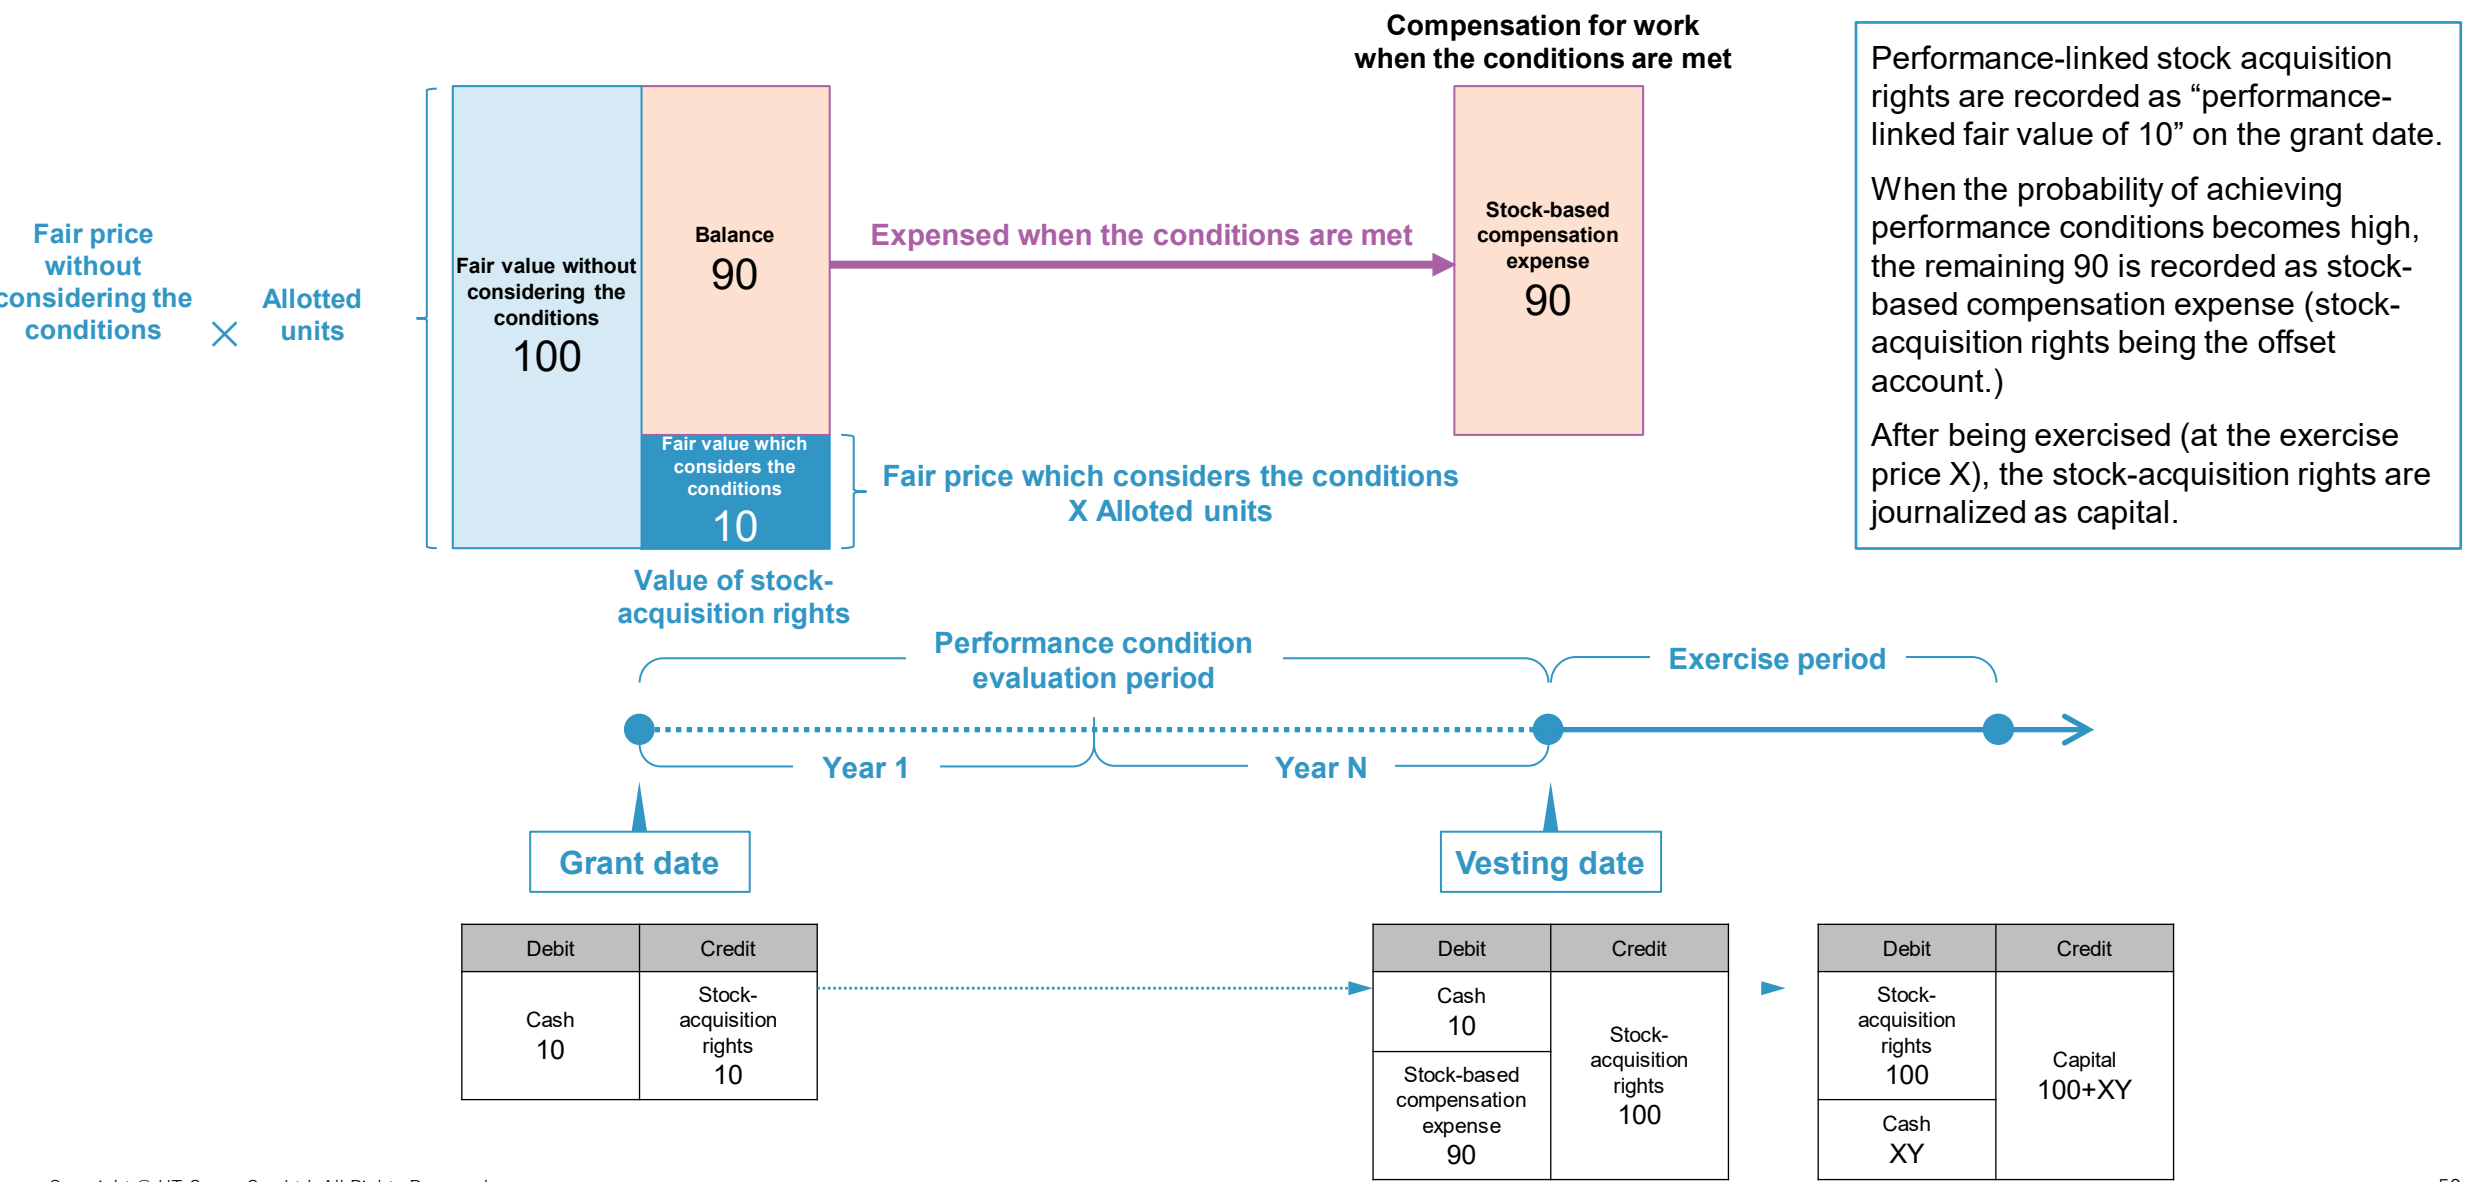 Compensation for work
when the conditions are met
Fair price
without
considering the
conditions
×
Allotted
units
Fair value without
considering the
conditions
100
Balance
90
Expensed when the conditions are met
Stock-based
compensation
expense
90
Fair value which
considers the
conditions
10
Fair price which considers the conditions
X Alloted units
Value of stock-
acquisition rights
Performance-linked stock acquisition
rights are recorded as “performance-
linked fair value of 10” on the grant date.
When the probability of achieving
performance conditions becomes high,
the remaining 90 is recorded as stock-
based compensation expense (stock-
acquisition rights being the offset
account.)
After being exercised (at the exercise
price X), the stock-acquisition rights are
journalized as capital.
Performance condition
evaluation period
Exercise period
Year 1
Year N
Grant date
Vesting date
Debit
Credit
Cash
10
Stock-
acquisition
rights
10
Debit
Credit
Cash
10
Stock-based
compensation
expense
90
Stock-
acquisition
rights
100
Debit
Credit
Stock-
acquisition
rights
100
Cash
XY
Capital
100+XY